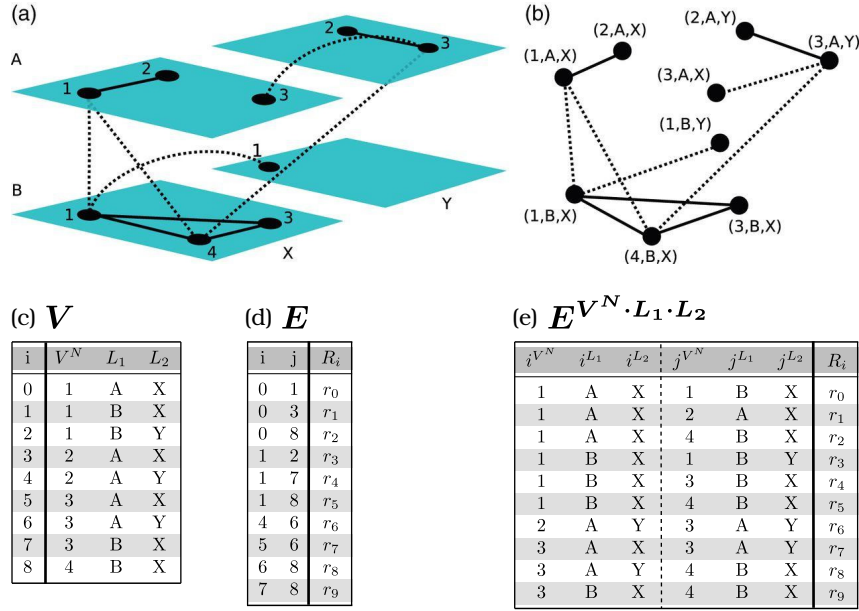 (a)
A
B
1
2
3
2
3
1
1
3
4
X
Y
(b)
(2,A,X)
(2,A,Y)
(1,A,X)
(3,A,Y)
(3,A,X)
(1,B,Y)
(1,B,X)
(3,B,X)
(4,B,X)
(c) V
i V^N L_1 L_2
0 1 A X
1 1 B X
2 1 B Y
3 2 A X
4 2 A Y
5 3 A X
6 3 A Y
7 3 B X
8 4 B X
(d) E
i j R_i
0 1 r_0
0 3 r_1
0 8 r_2
1 2 r_3
1 7 r_4
1 8 r_5
4 6 r_6
5 6 r_7
6 8 r_8
7 8 r_9
(e) E^{V^N·L_1·L_2}
i^{V^N} i^{L_1} i^{L_2} j^{V^N} j^{L_1} j^{L_2} R_i
1 A X 1 B X r_0
1 A X 2 A X r_1
1 A X 4 B X r_2
1 B X 1 B Y r_3
1 B X 3 B X r_4
1 B X 4 B X r_5
2 A Y 3 A Y r_6
3 A X 3 A Y r_7
3 A Y 4 B X r_8
3 B X 4 B X r_9